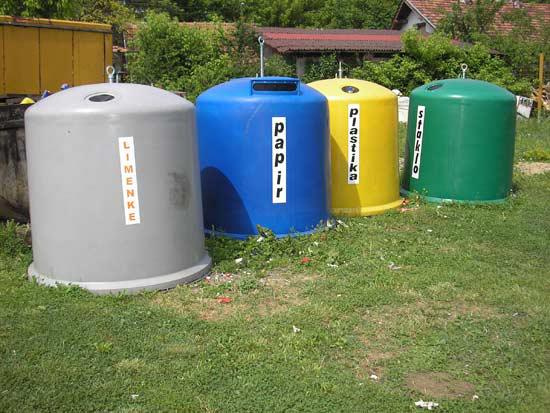 LIMENKE
papir
plastika
staklo